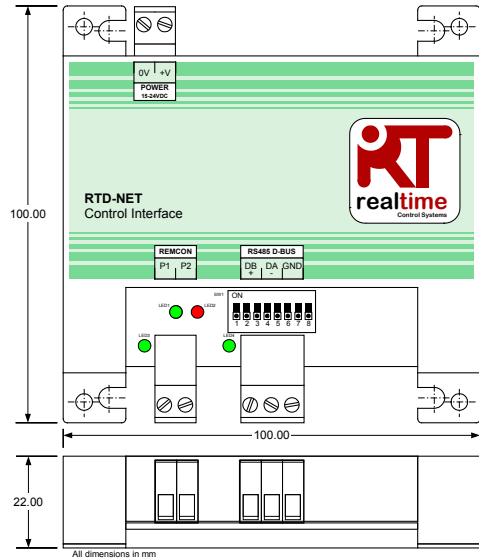 0V +V
POWER
15-24VDC
RT
realtime
Control Systems
RTD-NET
Control Interface
100.00
REMCON
RS485 D-BUS
P1 P2
DB DA GND
+ -
SW1
ON
1 2 3 4 5 6 7 8
LED1
LED2
LED3
LED4
100.00
22.00
All dimensions in mm